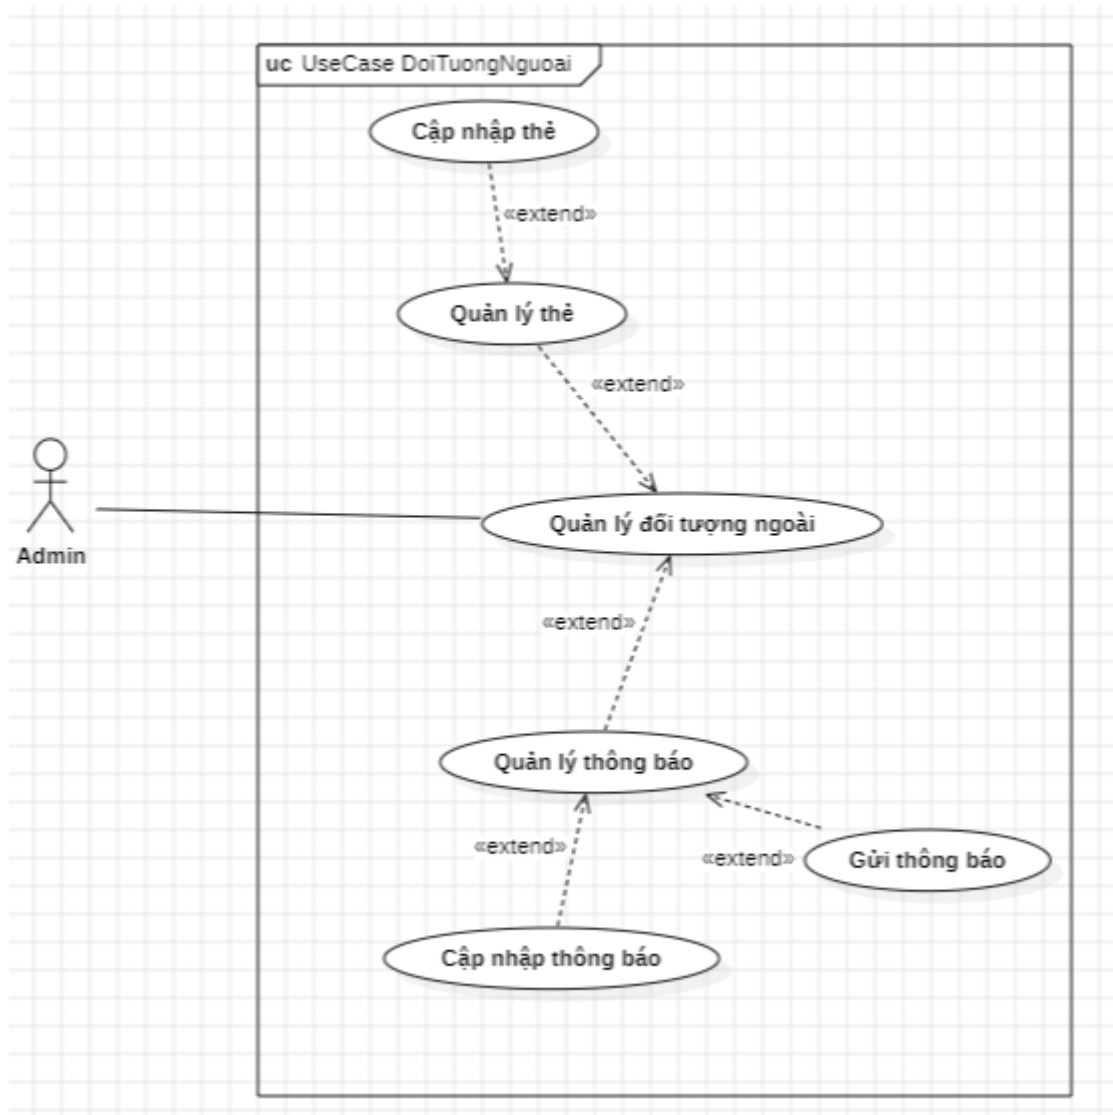 uc UseCase DoiTuongNguoai
Cập nhập thẻ
«extend»
Quản lý thẻ
«extend»
Quản lý đối tượng ngoài
Admin
«extend»
Quản lý thông báo
«extend»
«extend»
Gửi thông báo
Cập nhập thông báo